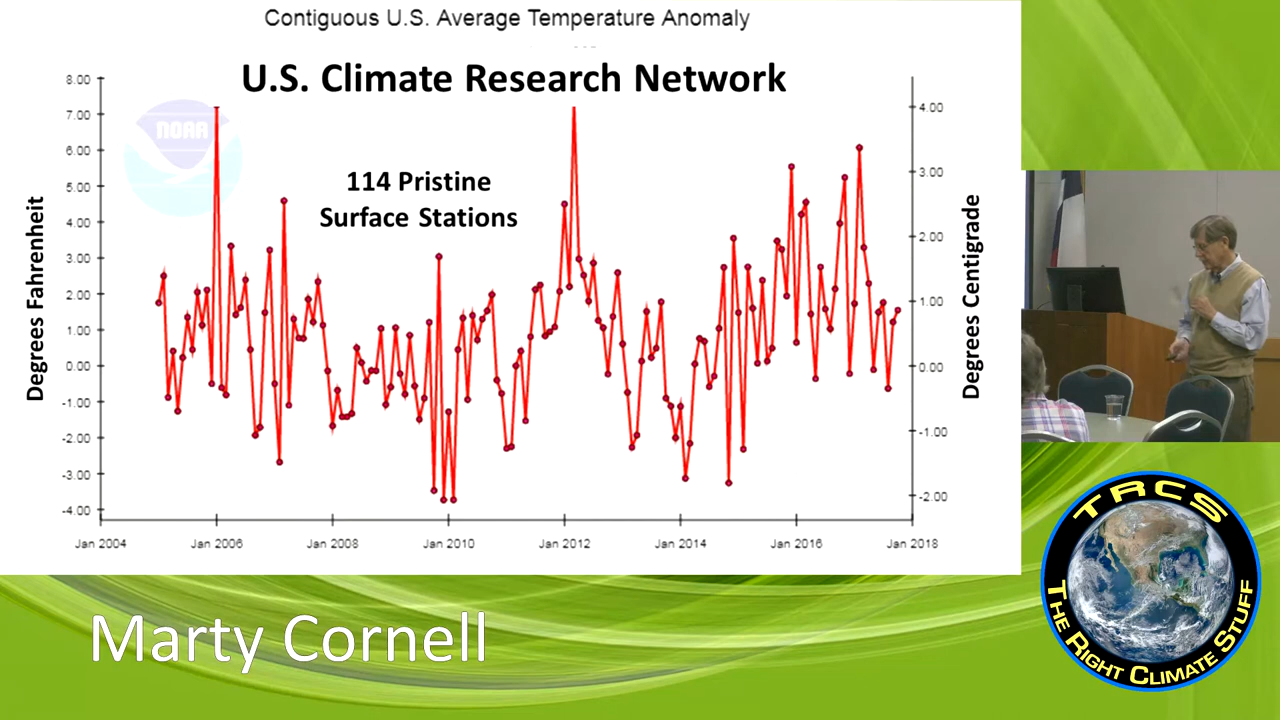 Contiguous U.S. Average Temperature Anomaly
U.S. Climate Research Network
NOAA
114 Pristine
Surface Stations
Degrees Fahrenheit
8.00
7.00
6.00
5.00
4.00
3.00
2.00
1.00
0.00
-1.00
-2.00
-3.00
-4.00
Degrees Centigrade
4.00
3.00
2.00
1.00
0.00
-1.00
-2.00
Jan 2004 Jan 2006 Jan 2008 Jan 2010 Jan 2012 Jan 2014 Jan 2016 Jan 2018
Marty Cornell
TRCS
THE RIGHT CLIMATE STUFF